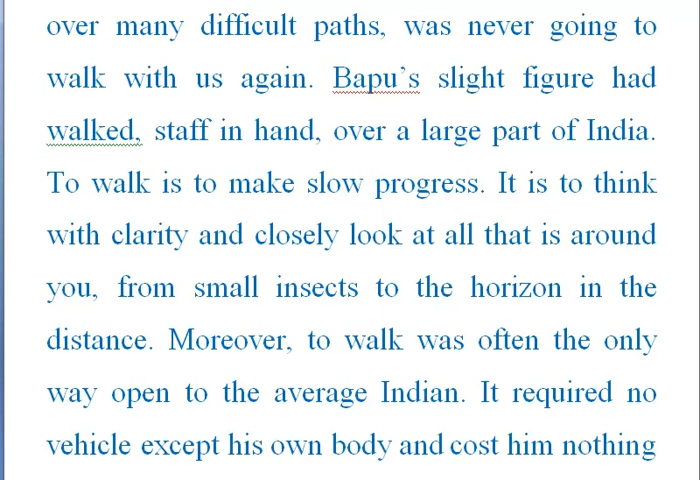 over many difficult paths, was never going to
walk with us again. Bapu’s slight figure had
walked, staff in hand, over a large part of India.
To walk is to make slow progress. It is to think
with clarity and closely look at all that is around
you, from small insects to the horizon in the
distance. Moreover, to walk was often the only
way open to the average Indian. It required no
vehicle except his own body and cost him nothing